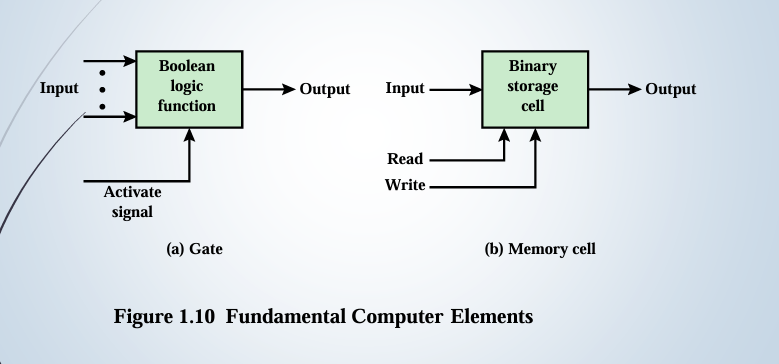 Input
Boolean
logic
function
Output
Activate
signal
(a) Gate
Input
Binary
storage
cell
Output
Read
Write
(b) Memory cell
Figure 1.10 Fundamental Computer Elements